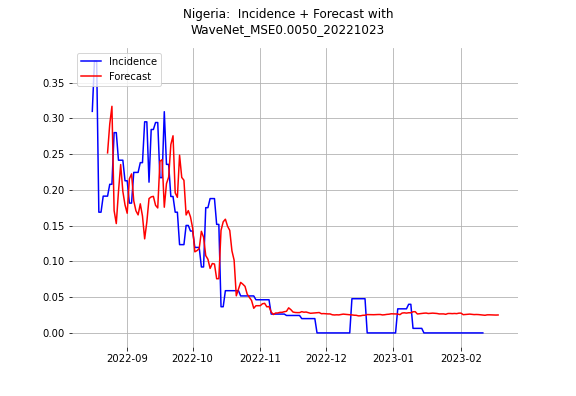 Nigeria:  Incidence + Forecast with
WaveNet_MSE0.0050_20221023
Incidence
Forecast
0.35
0.30
0.25
0.20
0.15
0.10
0.05
0.00
2022-09 2022-10 2022-11 2022-12 2023-01 2023-02